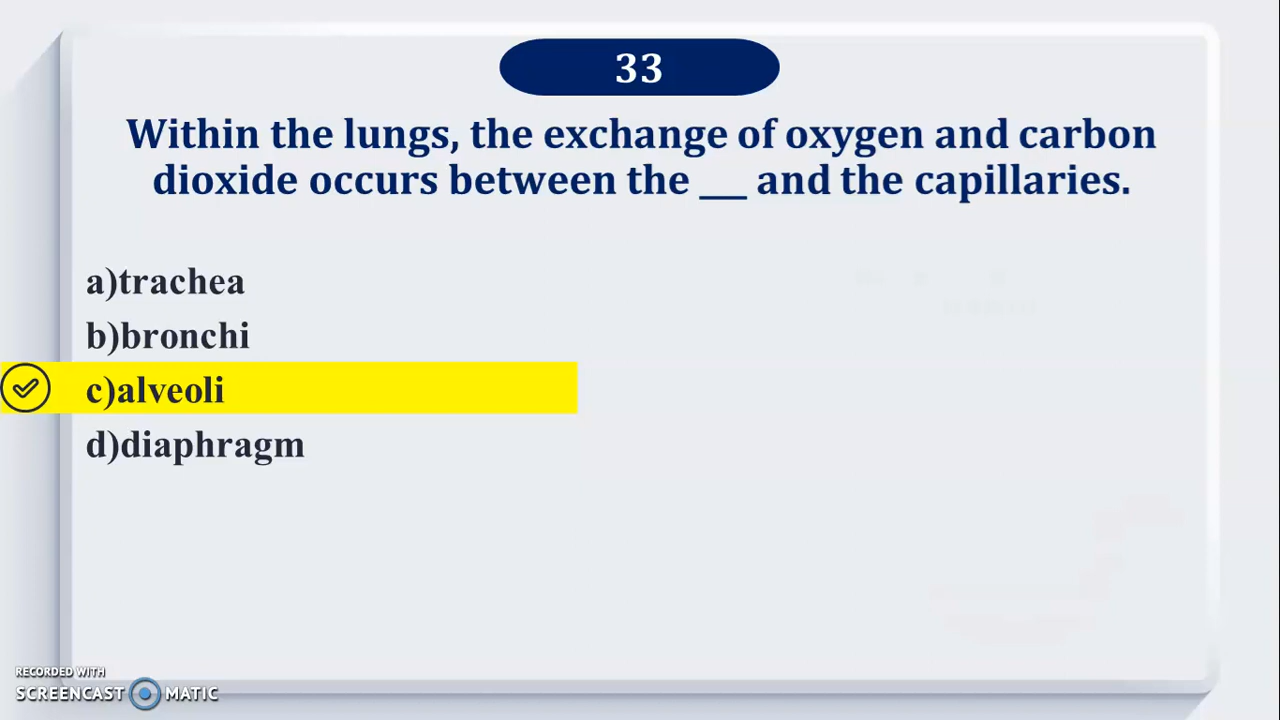 33
Within the lungs, the exchange of oxygen and carbon
dioxide occurs between the ___ and the capillaries.
a)trachea
b)bronchi
c)alveoli
d)diaphragm
RECORDED WITH
SCREENCAST MATIC